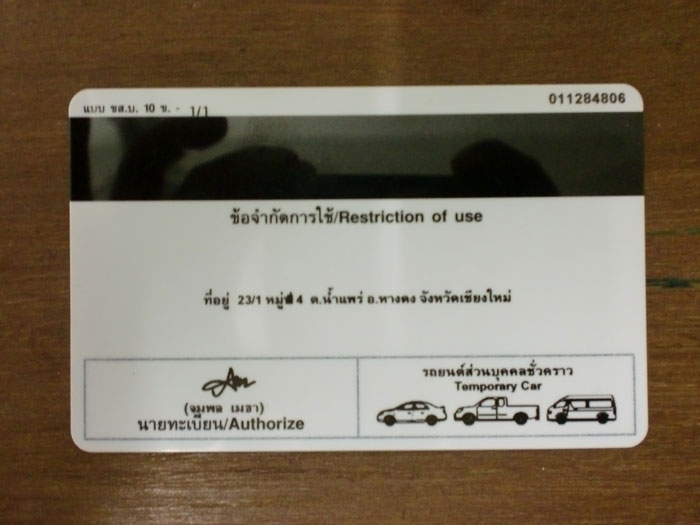 แบบ ขส.บ. 10 ข. - 1/1
011284806
ข้อจำกัดการใช้/Restriction of use
ที่อยู่ 23/1 หมู่ที่ 4 ต.น้ำแพร่ อ.หางดง จังหวัดเชียงใหม่
(จุมพล เมฆา)
นายทะเบียน/Authorize
รถยนต์ส่วนบุคคลชั่วคราว
Temporary Car